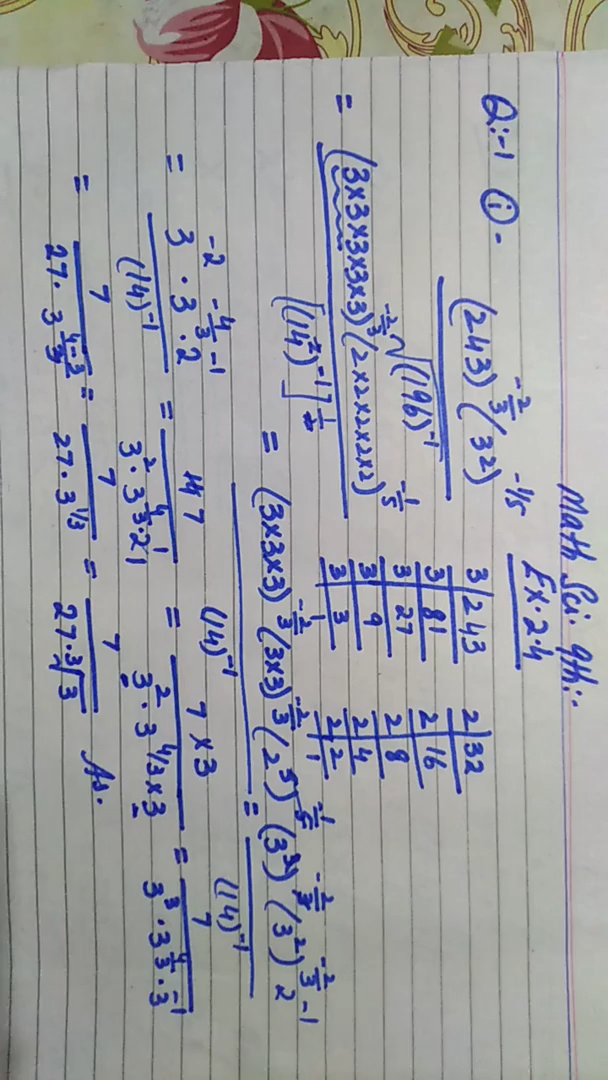 Math Sci. 9th:-
Ex. 2.4
Q:-1 ①. (243)^(-2/3) (32)^(-1/5) / √(196)^(-1)
3 | 243
3 | 81
3 | 27
3 | 9
3 | 3
2 | 32
2 | 16
2 | 8
2 | 4
2 | 2
1
= (3×3×3×3×3)^(-2/3) (2×2×2×2×2)^(-1/5) / [(14²)^(-1)]^(1/2)
= (3×3×3)^(-2/3) (3×3)^(-2/3) (2^5)^(-1/5) / (14)^(-1) = (3^3)^(-2/3) (3^2)^(-2/3) 2^(-1) / (14)^(-1)
= 3^(-2) · 3^(-4/3) · 2^(-1) / (14)^(-1) = 14 7 / 3^2 · 3^(4/3) · 2 1 = 7×3 / 3^2 · 3^(4/3) × 3 = 7 / 3^3 · 3^(4/3) · 3^(-1)
= 7 / 27 · 3^((4-3)/3) = 7 / 27 · 3^(1/3) = 7 / 27 · ∛3 As.